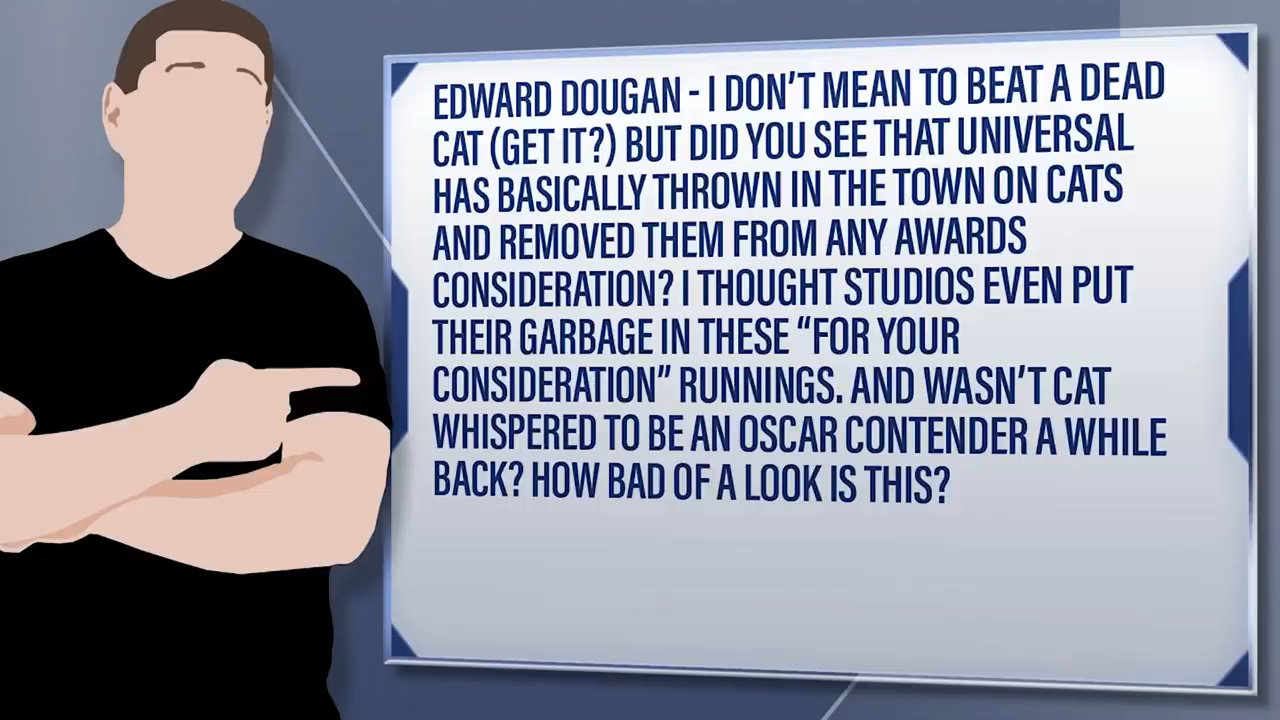 EDWARD DOUGAN - I DON'T MEAN TO BEAT A DEAD
CAT (GET IT?) BUT DID YOU SEE THAT UNIVERSAL
HAS BASICALLY THROWN IN THE TOWN ON CATS
AND REMOVED THEM FROM ANY AWARDS
CONSIDERATION? I THOUGHT STUDIOS EVEN PUT
THEIR GARBAGE IN THESE “FOR YOUR
CONSIDERATION” RUNNINGS. AND WASN'T CAT
WHISPERED TO BE AN OSCAR CONTENDER A WHILE
BACK? HOW BAD OF A LOOK IS THIS?